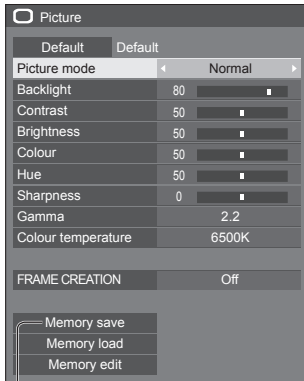 Picture
Default Default
Picture mode Normal
Backlight 80
Contrast 50
Brightness 50
Colour 50
Hue 50
Sharpness 0
Gamma 2.2
Colour temperature 6500K
FRAME CREATION Off
Memory save
Memory load
Memory edit